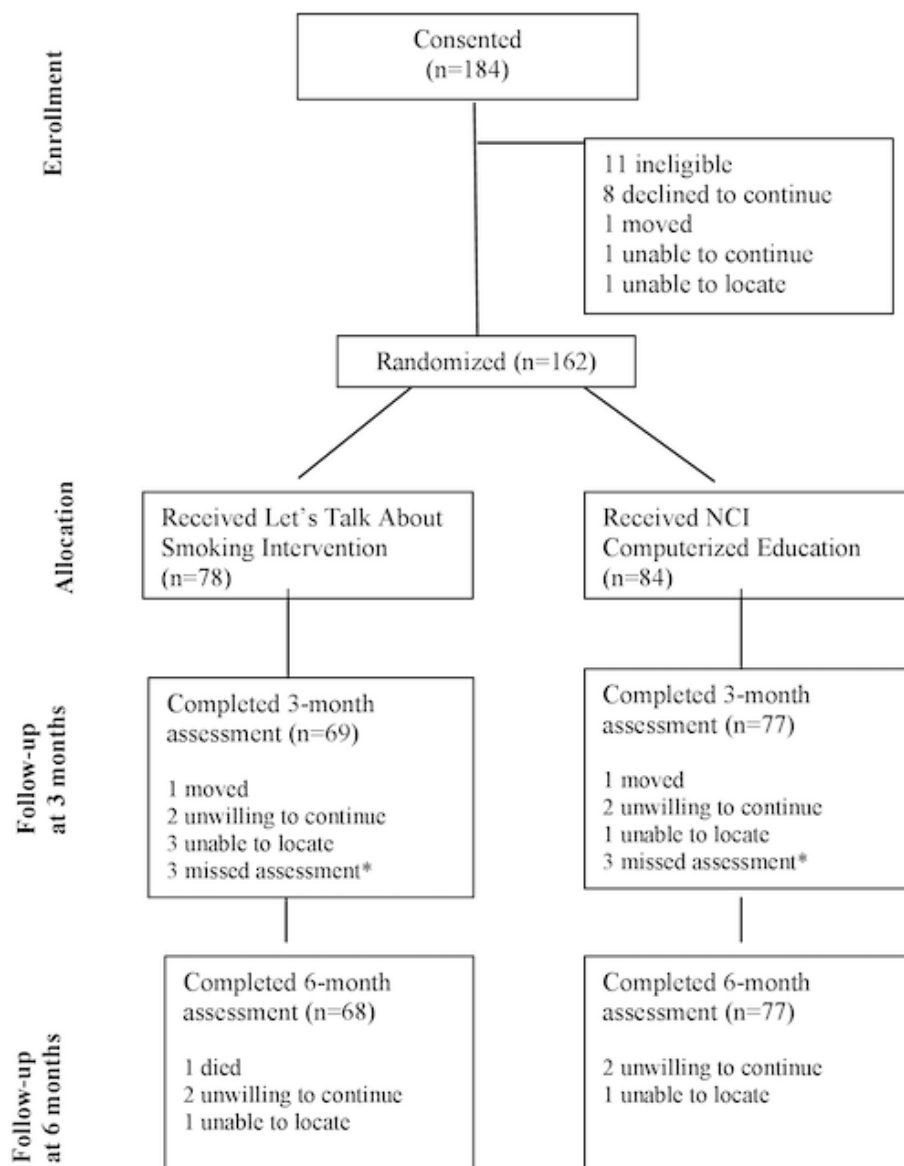 Enrollment
Consented
(n=184)
11 ineligible
8 declined to continue
1 moved
1 unable to continue
1 unable to locate
Randomized (n=162)
Allocation
Received Let's Talk About
Smoking Intervention
(n=78)
Received NCI
Computerized Education
(n=84)
Follow-up
at 3 months
Completed 3-month
assessment (n=69)
1 moved
2 unwilling to continue
3 unable to locate
3 missed assessment*
Completed 3-month
assessment (n=77)
1 moved
2 unwilling to continue
1 unable to locate
3 missed assessment*
Follow-up
at 6 months
Completed 6-month
assessment (n=68)
1 died
2 unwilling to continue
1 unable to locate
Completed 6-month
assessment (n=77)
2 unwilling to continue
1 unable to locate